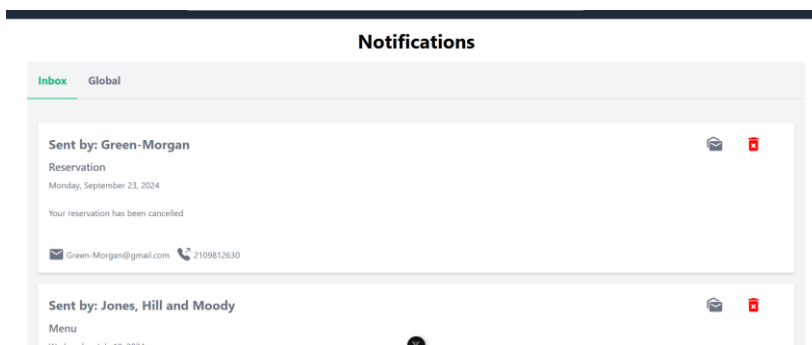 Notifications
Inbox Global
Sent by: Green-Morgan
Reservation
Monday, September 23, 2024
Your reservation has been cancelled
Green-Morgan@gmail.com 2109812630
Sent by: Jones, Hill and Moody
Menu